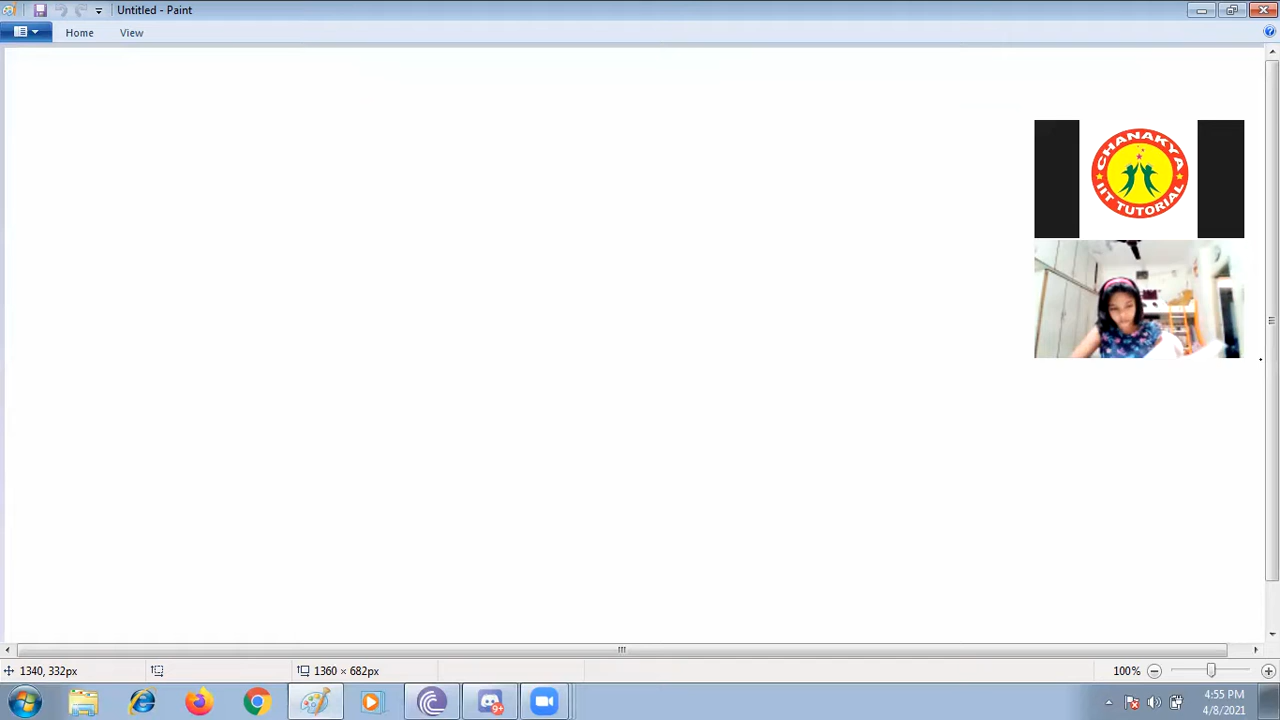 Untitled - Paint
Home
View
CHANAKYA
IIT TUTORIAL
1340, 332px
1360 × 682px
100%
4:55 PM
4/8/2021